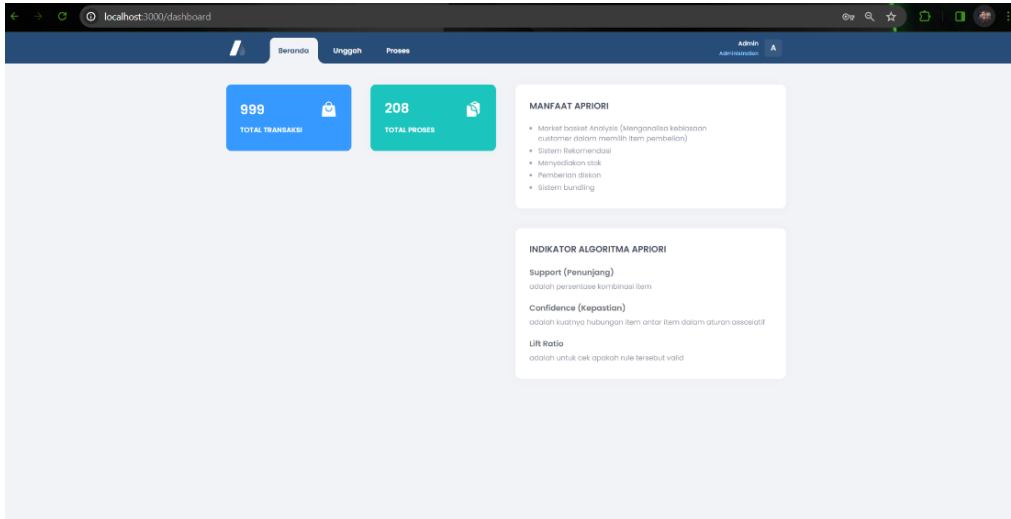 localhost:3000/dashboard
Beranda
Unggah
Proses
Admin
A
999
TOTAL TRANSAKSI
208
TOTAL PROSES
MANFAAT APRIORI
Market basket Analysis (Menganalisa kebiasaan
customer dalam memilih item pembelian)
Sistem Rekomendasi
Menyediakan stok
Pemberian diskon
Sistem bundling
INDIKATOR ALGORITMA APRIORI
Support (Penunjang)
adalah persentase kombinasi item
Confidence (Kepastian)
adalah kuatnya hubungan item antar item dalam aturan assosiatif
Lift Ratio
adalah untuk cek apakah rule tersebut valid